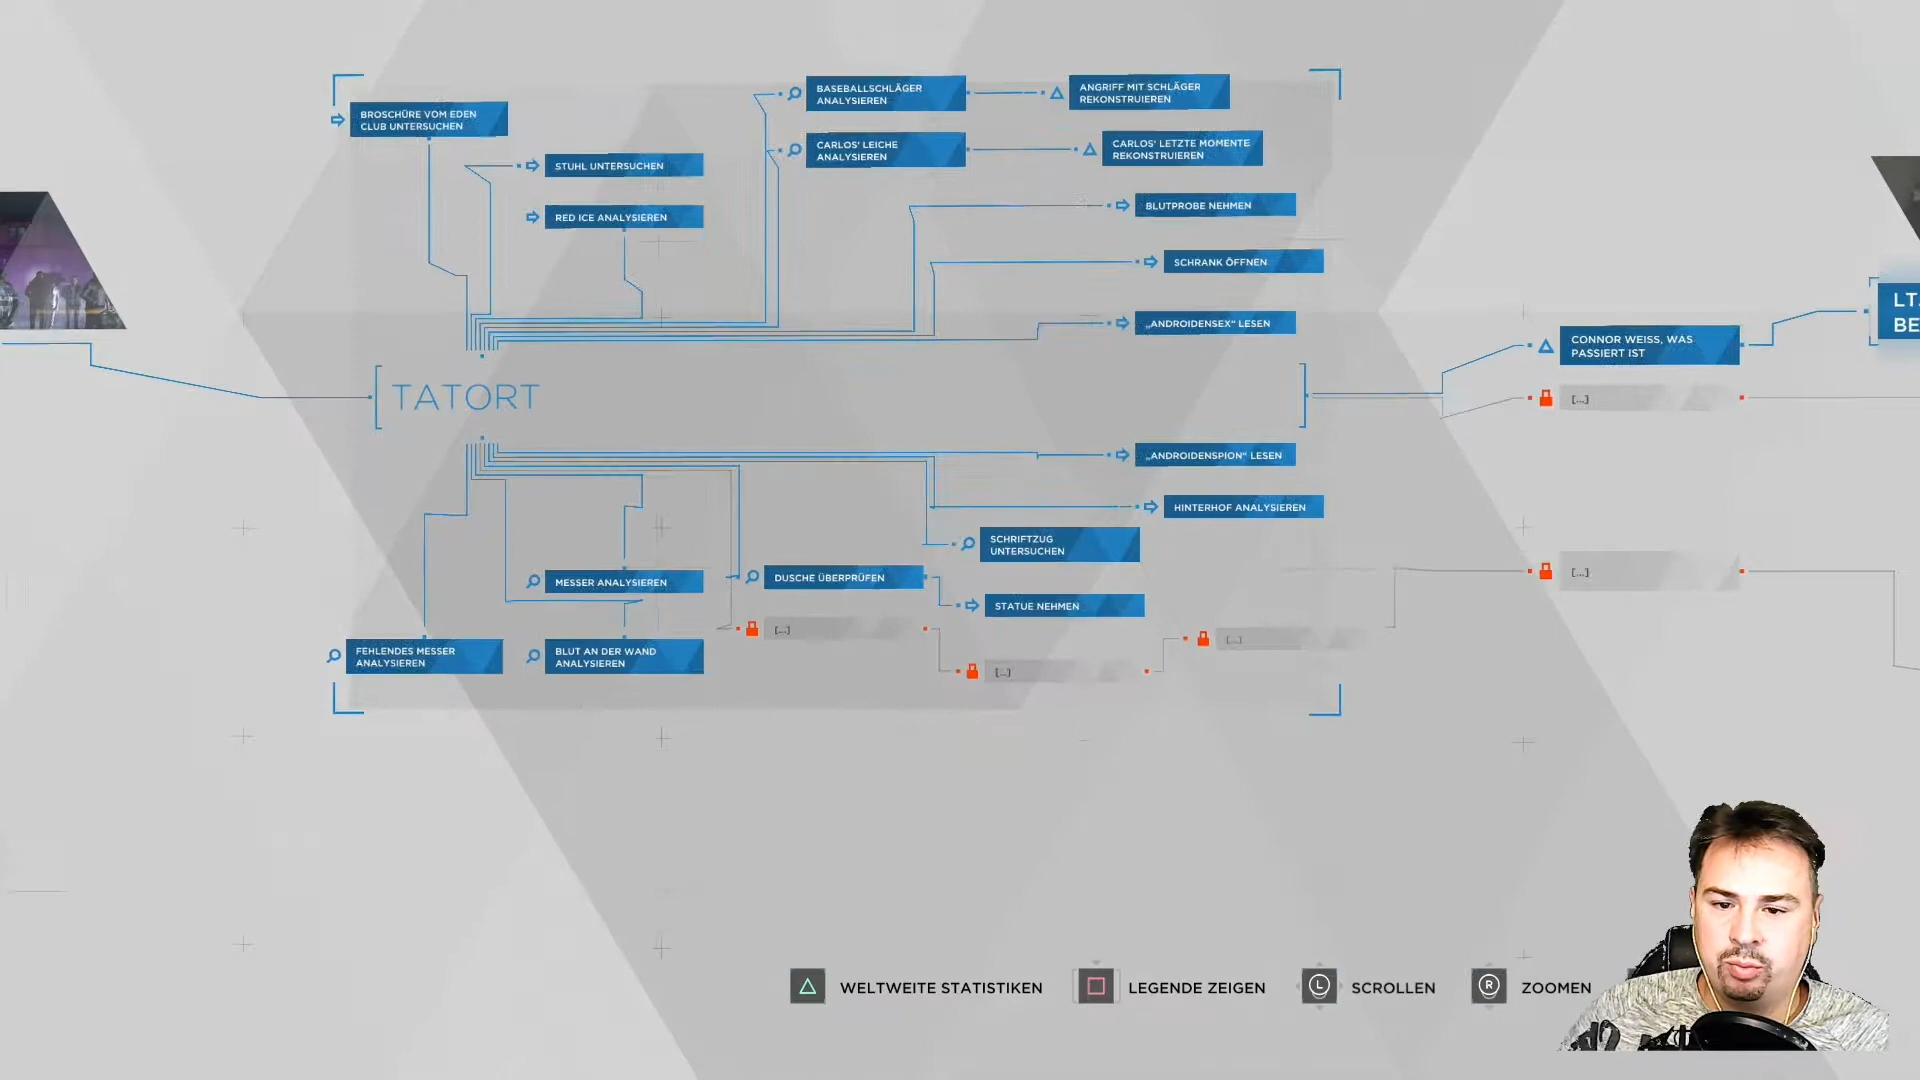 BASEBALLSCHLÄGER
ANALYSIEREN
ANGRIFF MIT SCHLÄGER
REKONSTRUIEREN
BROSCHÜRE VOM EDEN
CLUB UNTERSUCHEN
CARLOS' LEICHE
ANALYSIEREN
CARLOS' LETZTE MOMENTE
REKONSTRUIEREN
STUHL UNTERSUCHEN
RED ICE ANALYSIEREN
BLUTPROBE NEHMEN
SCHRANK ÖFFNEN
„ANDROIDENSEX“ LESEN
LT.
BE
CONNOR WEISS, WAS
PASSIERT IST
TATORT
[...]
„ANDROIDENSPION“ LESEN
HINTERHOF ANALYSIEREN
SCHRIFTZUG
UNTERSUCHEN
[...]
MESSER ANALYSIEREN
DUSCHE ÜBERPRÜFEN
STATUE NEHMEN
[...]
[...]
FEHLENDES MESSER
ANALYSIEREN
BLUT AN DER WAND
ANALYSIEREN
[...]
WELTWEITE STATISTIKEN
LEGENDE ZEIGEN
L
SCROLLEN
R
ZOOMEN